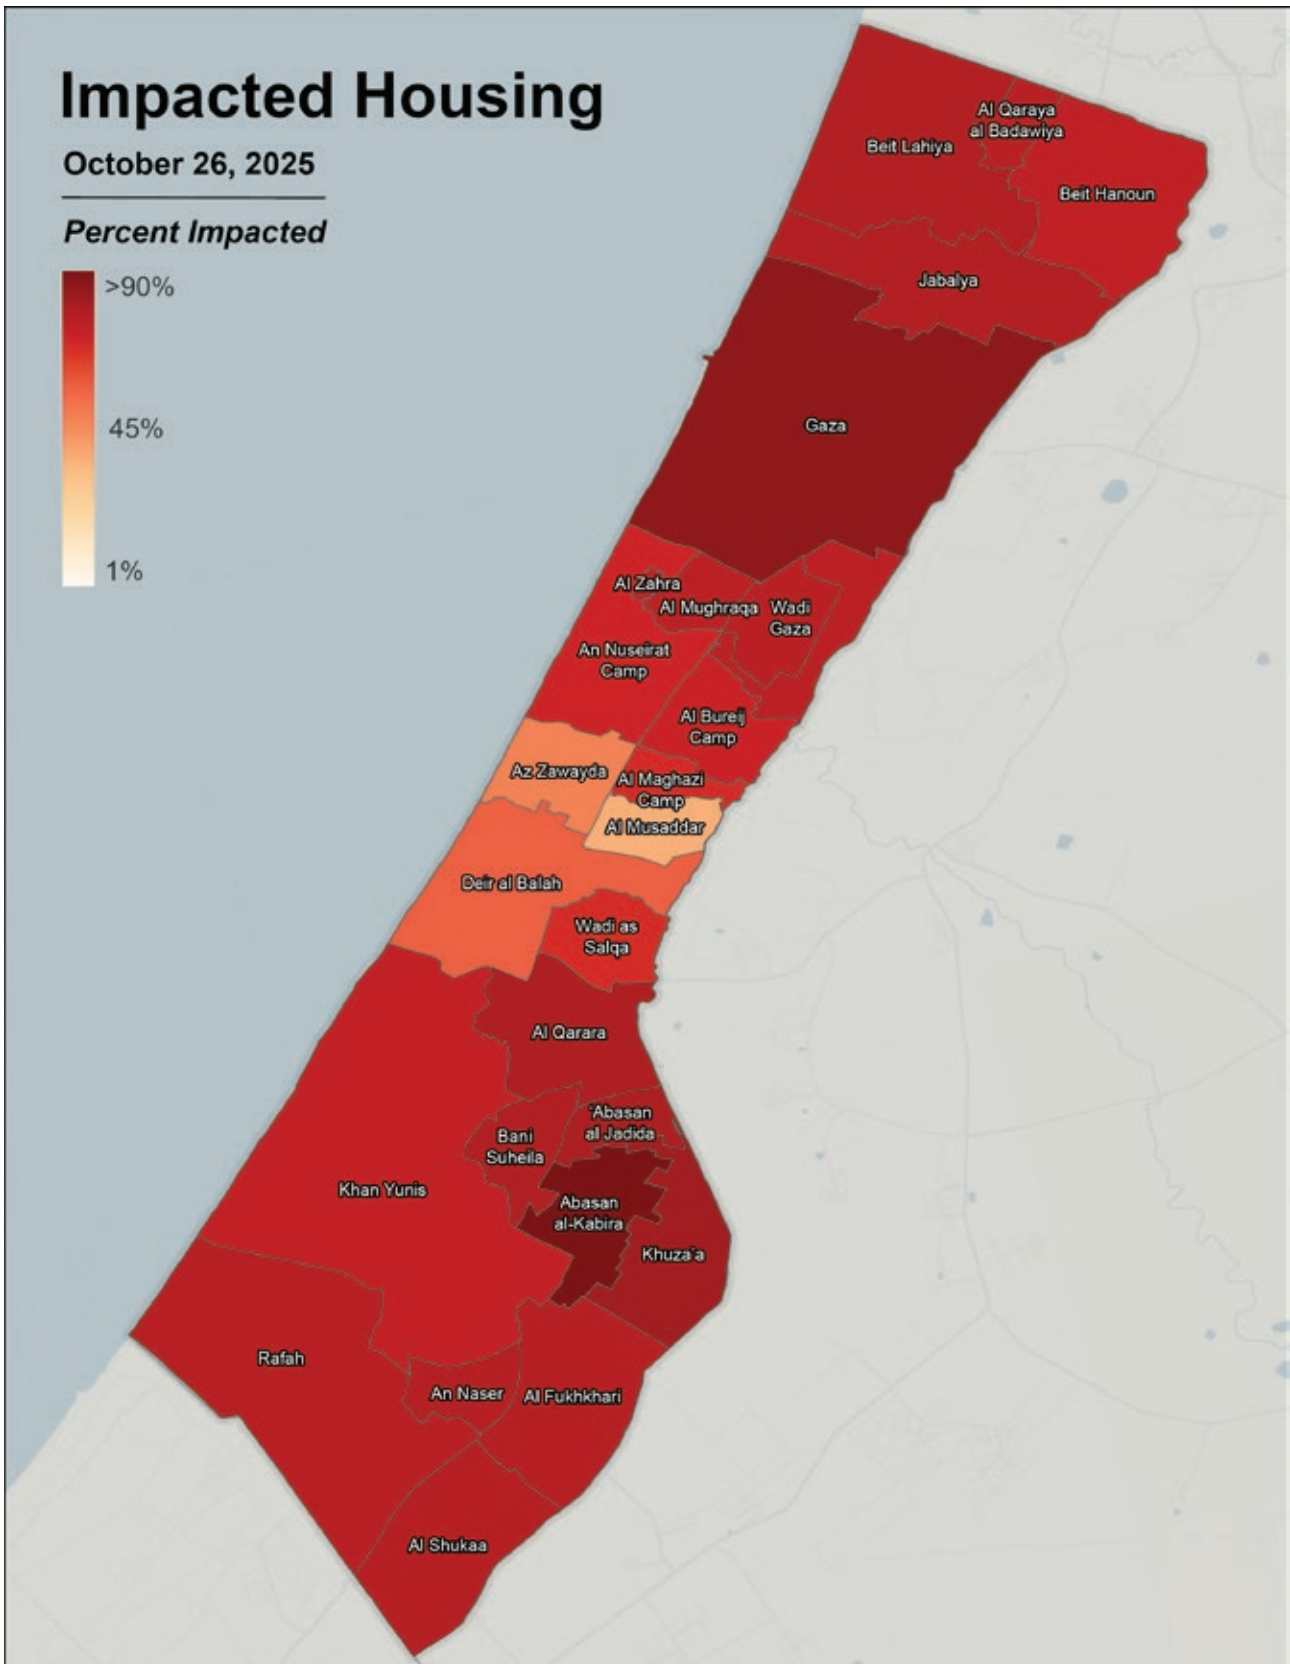 Impacted Housing
October 26, 2025
Percent Impacted
>90%
45%
1%
Al Qaraya
al Badawiya
Beit Lahiya
Beit Hanoun
Jabalya
Gaza
Al Zahra
Al Mughraqa
Wadi
Gaza
An Nuseirat
Camp
Al Bureij
Camp
Az Zawayda
Al Maghazi
Camp
Al Musaddar
Deir al Balah
Wadi as
Salqa
Al Qarara
'Abasan
al Jadida
Bani
Suheila
Khan Yunis
Abasan
al-Kabira
Khuza'a
Rafah
An Naser
Al Fukhkhari
Al Shukaa